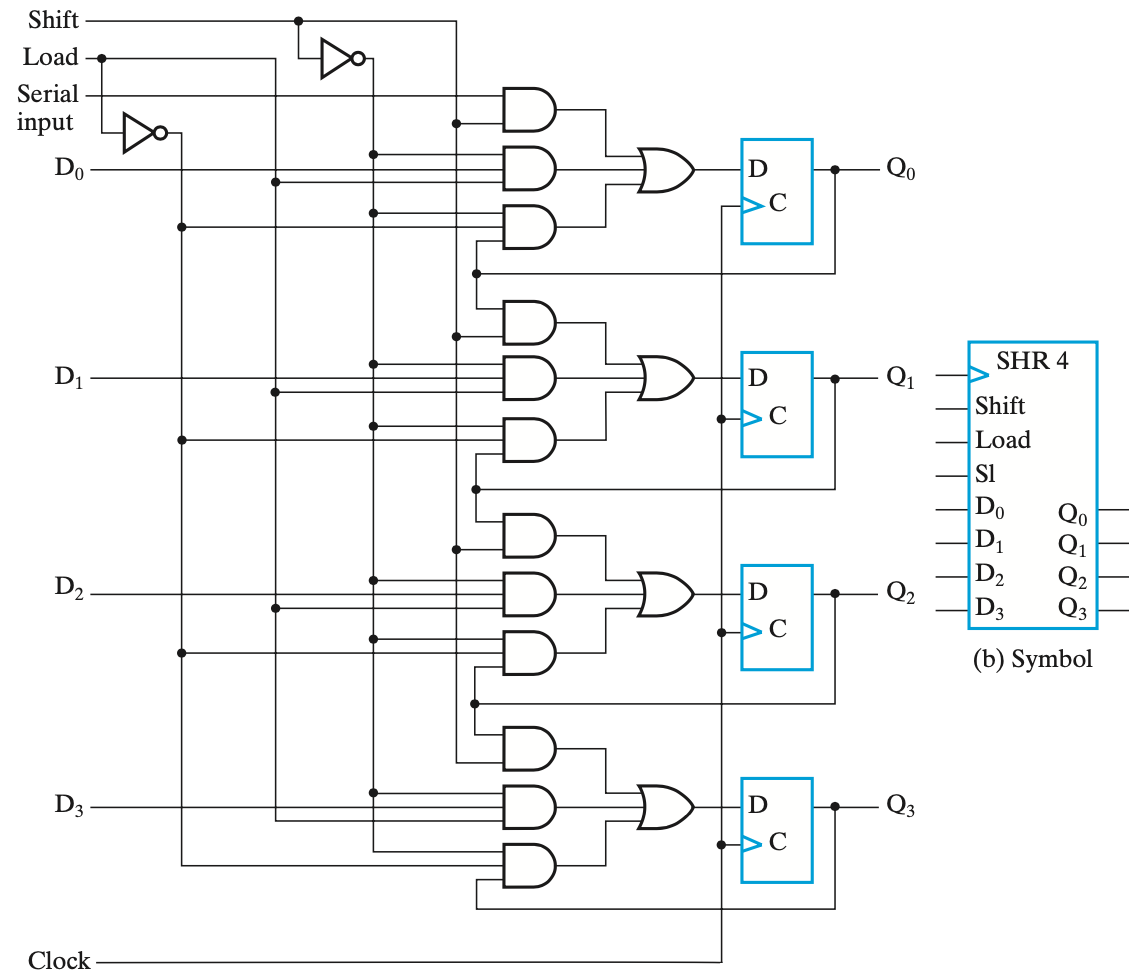 Shift
Load
Serial
input
D₀
D
C
Q₀
D₁
D
C
Q₁
D₂
D
C
Q₂
D₃
D
C
Q₃
Clock
SHR 4
Shift
Load
Sl
D₀
D₁
D₂
D₃
Q₀
Q₁
Q₂
Q₃
(b) Symbol